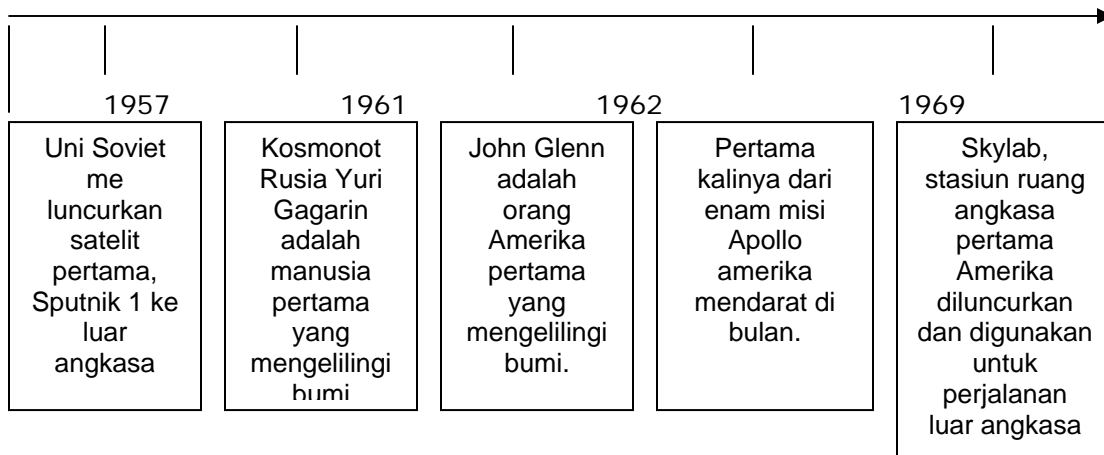 1957 1961 1962 1969
Uni Soviet
me
luncurkan
satelit
pertama,
Sputnik 1 ke
luar
angkasa
Kosmonot
Rusia Yuri
Gagarin
adalah
manusia
pertama
yang
mengelilingi
bumi
John Glenn
adalah
orang
Amerika
pertama
yang
mengelilingi
bumi.
Pertama
kalinya dari
enam misi
Apollo
amerika
mendarat di
bulan.
Skylab,
stasiun ruang
angkasa
pertama
Amerika
diluncurkan
dan digunakan
untuk
perjalanan
luar angkasa